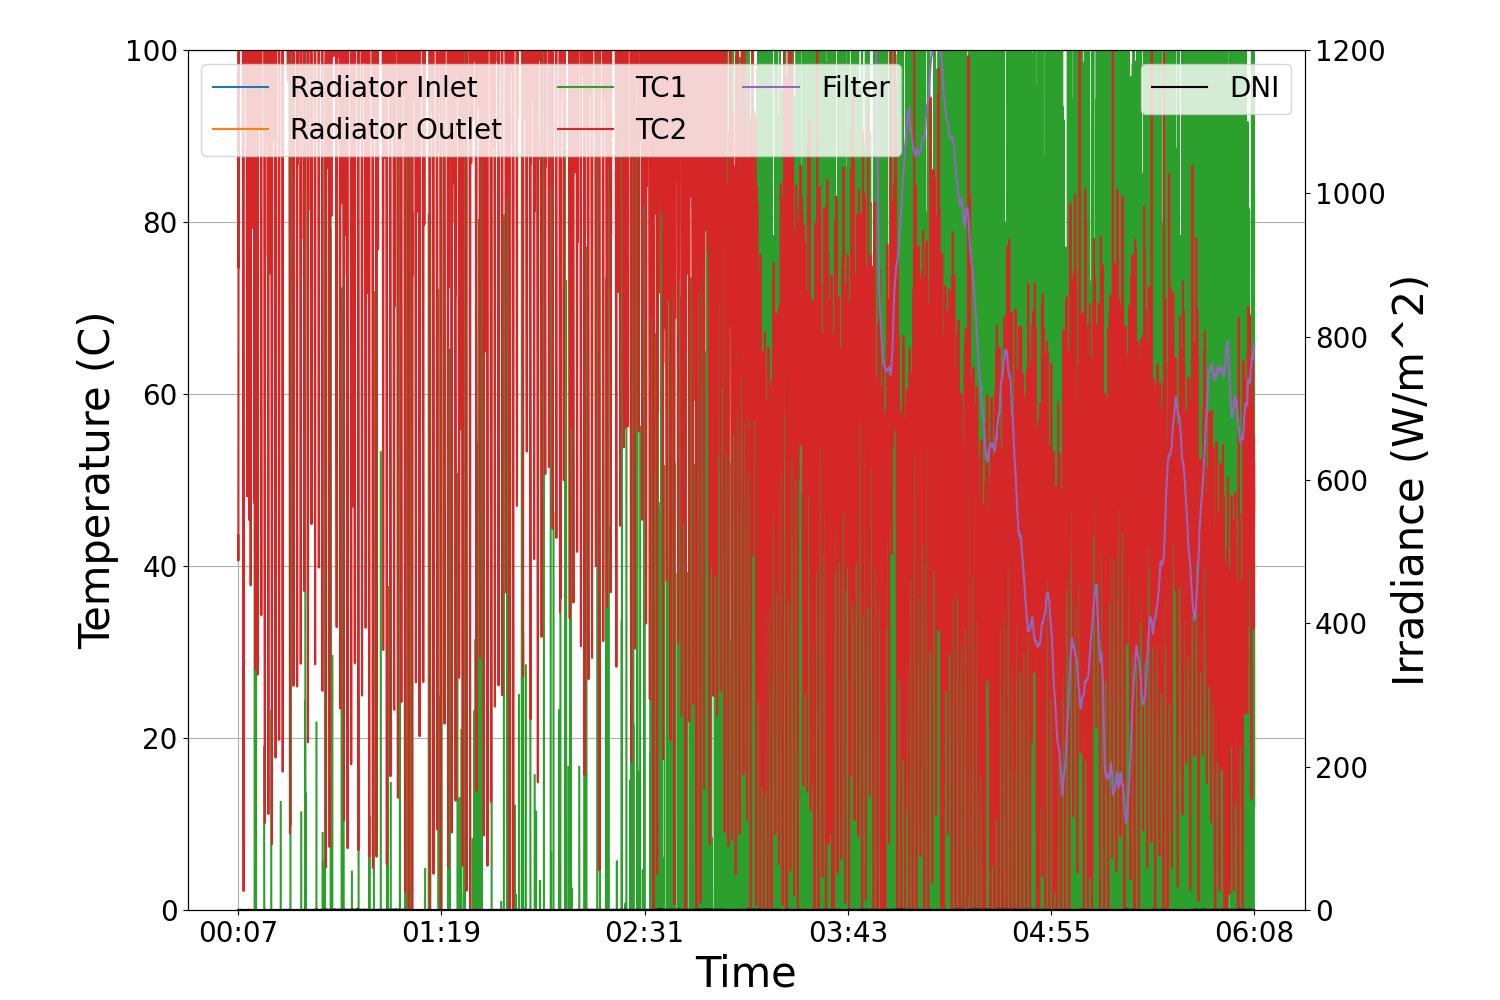 100
80
60
40
20
0
Temperature (C)
Radiator Inlet
Radiator Outlet
TC1
TC2
Filter
DNI
1200
1000
800
600
400
200
0
Irradiance (W/m^2)
00:07
01:19
02:31
03:43
04:55
06:08
Time